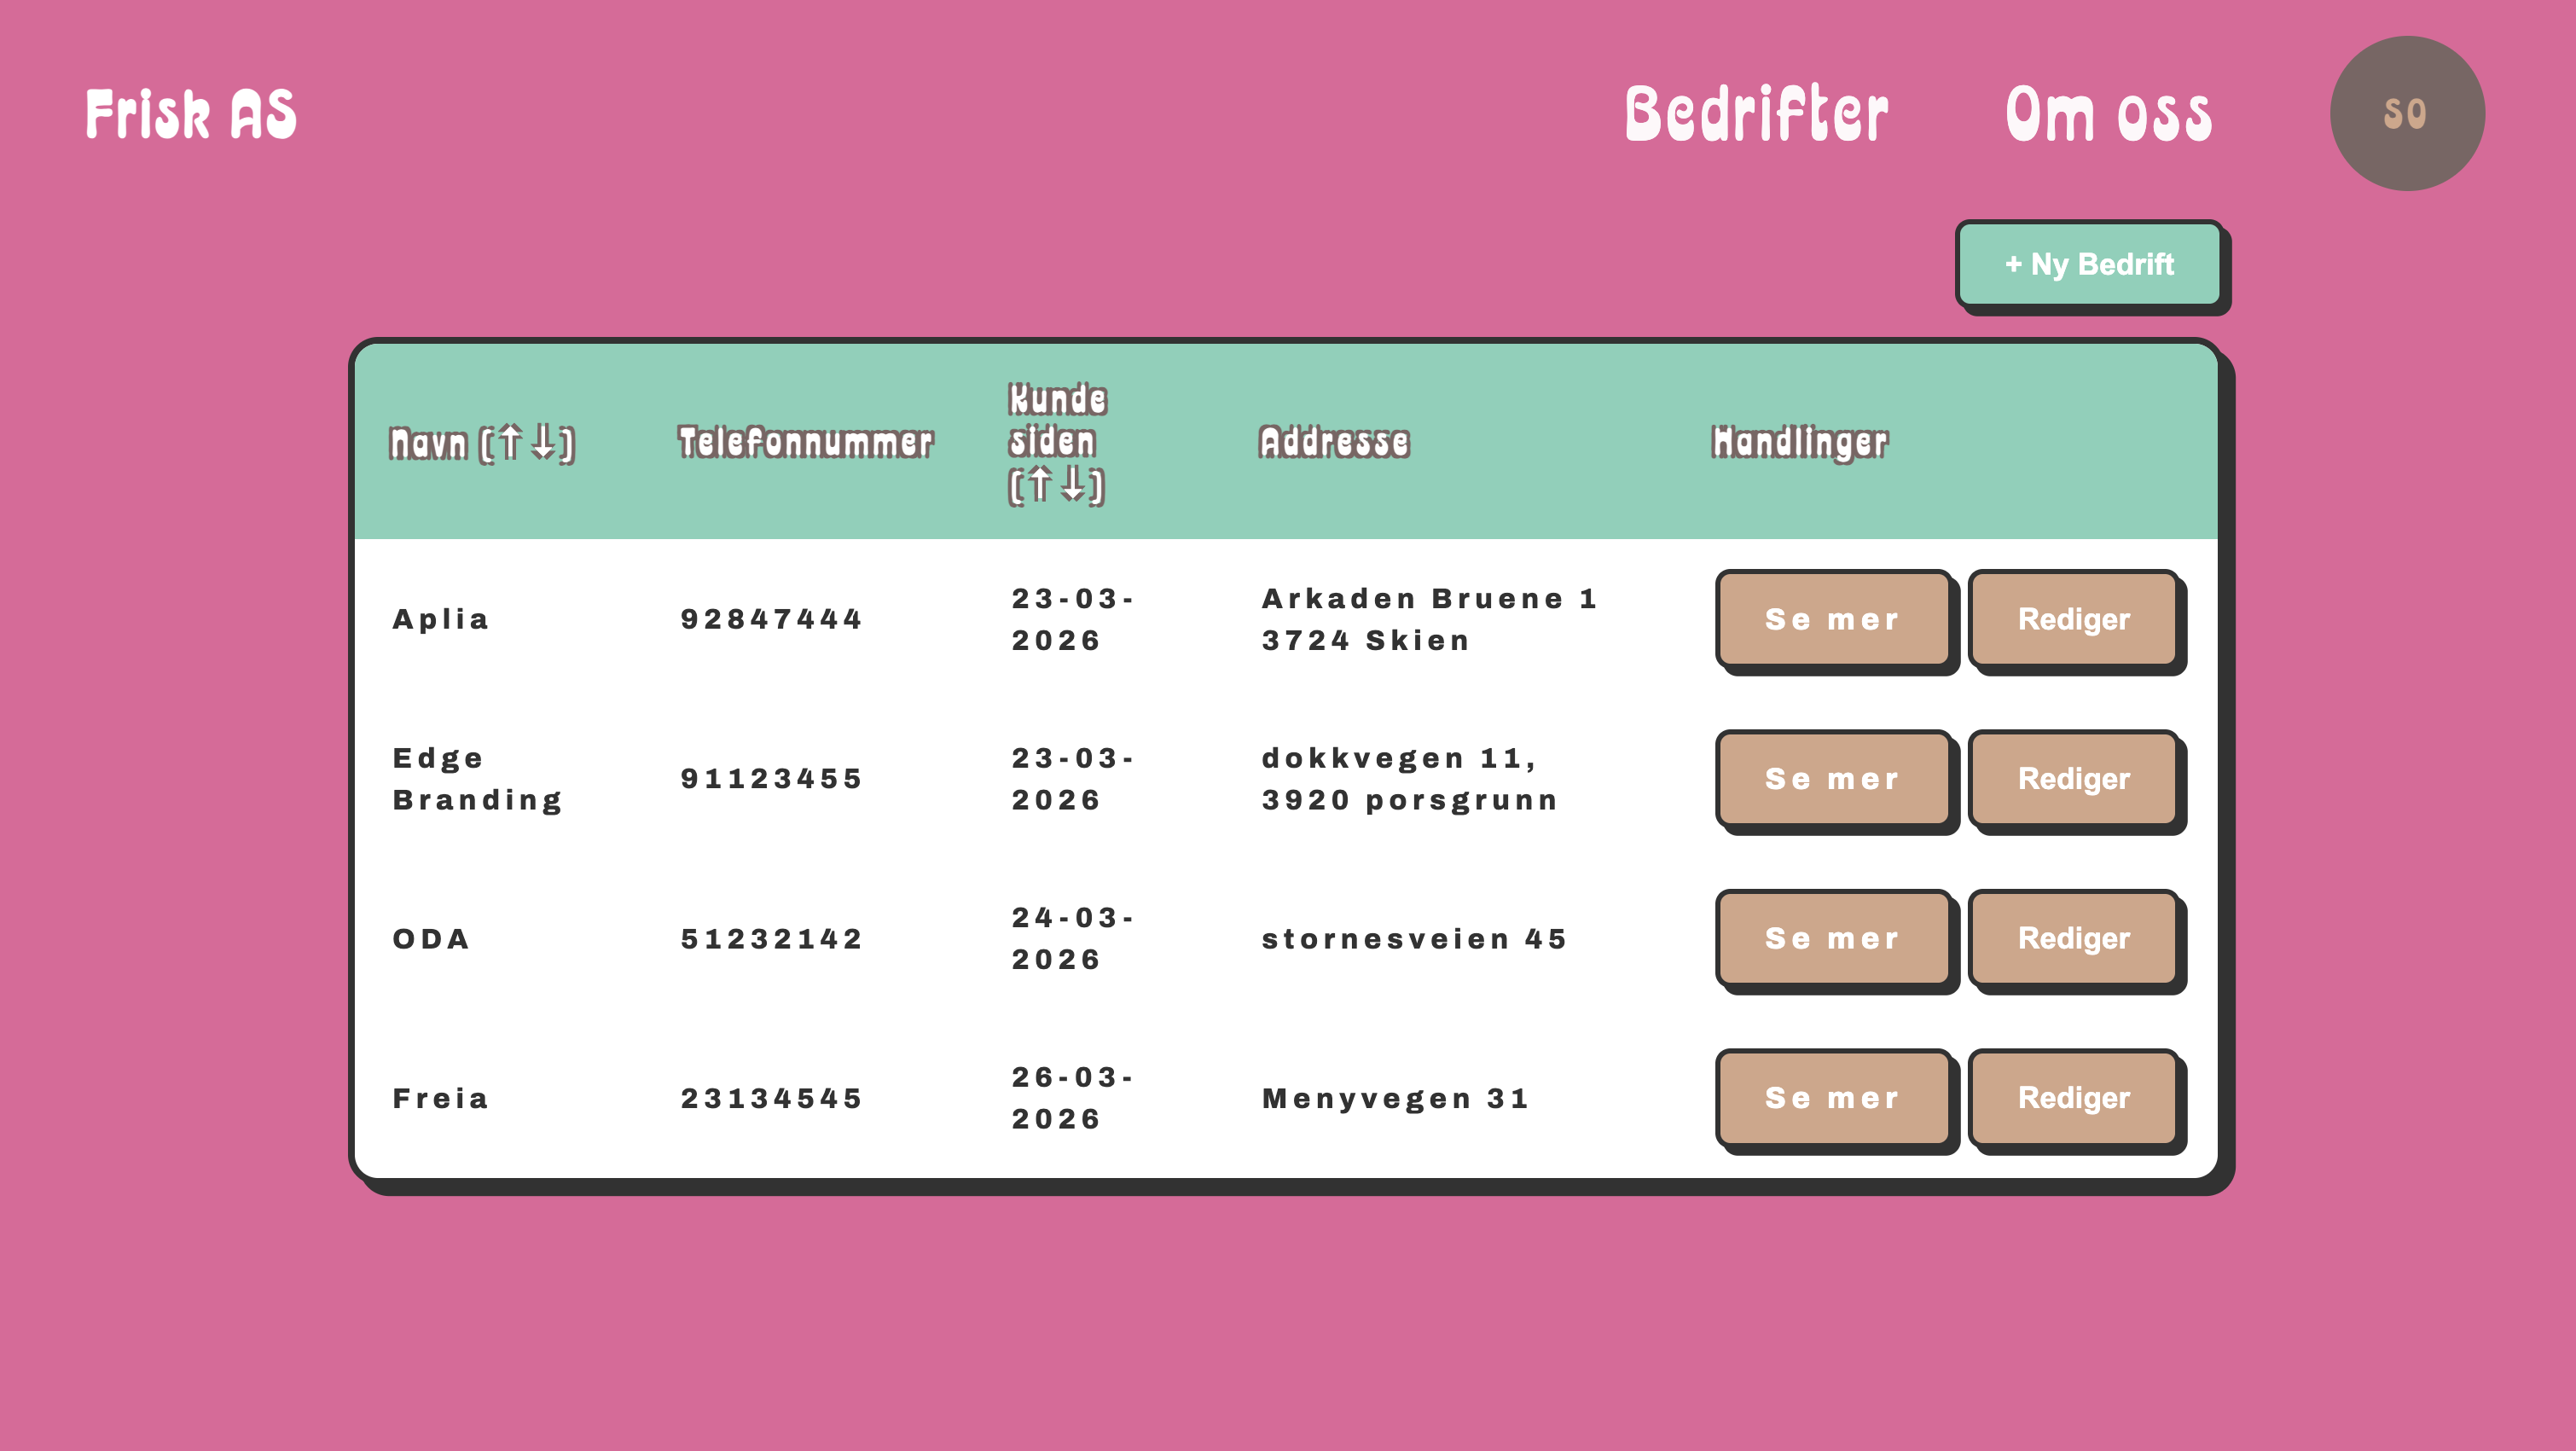 Frisk AS
Bedrifter
Om oss
SO
+ Ny Bedrift
Navn (↑↓)
Telefonnummer
Kunde
siden
(↑↓)
Addresse
Handlinger
Aplia
92847444
23-03-
2026
Arkaden Bruene 1
3724 Skien
Se mer
Rediger
Edge
Branding
91123455
23-03-
2026
dokkvegen 11,
3920 porsgrunn
Se mer
Rediger
ODA
51232142
24-03-
2026
stornesveien 45
Se mer
Rediger
Freia
23134545
26-03-
2026
Menyvegen 31
Se mer
Rediger